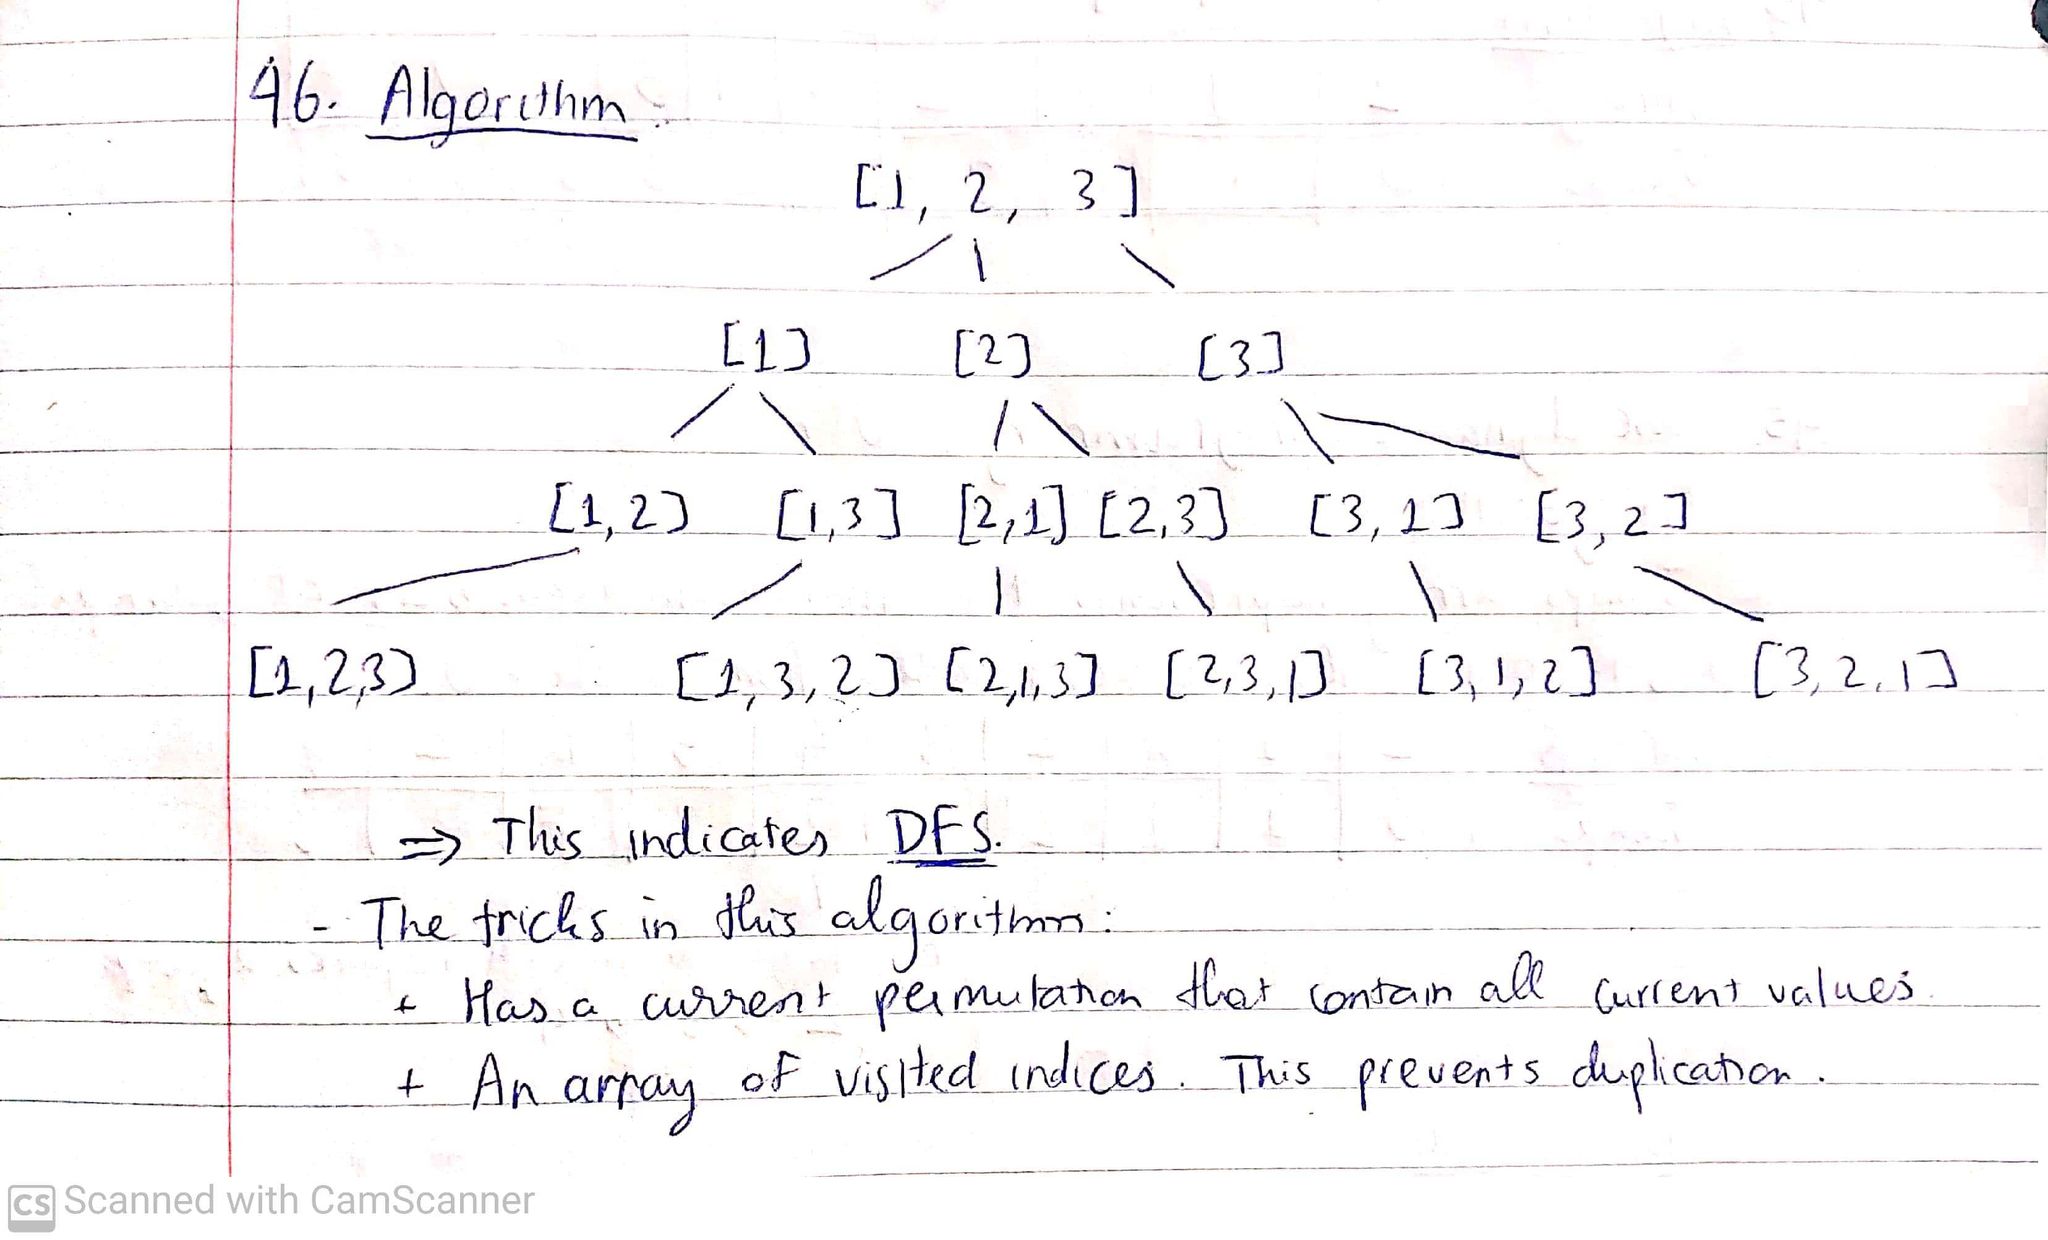 46. Algorithm:
[1, 2, 3]
[1] [2] [3]
[1,2] [1,3] [2,1] [2,3] [3,1] [3,2]
[1,2,3] [1,3,2] [2,1,3] [2,3,1] [3,1,2] [3,2,1]
⇒ This indicates DFS.
- The tricks in this algorithm:
+ Has a current permutation that contain all current values.
+ An array of visited indices. This prevents duplication.
CS Scanned with CamScanner